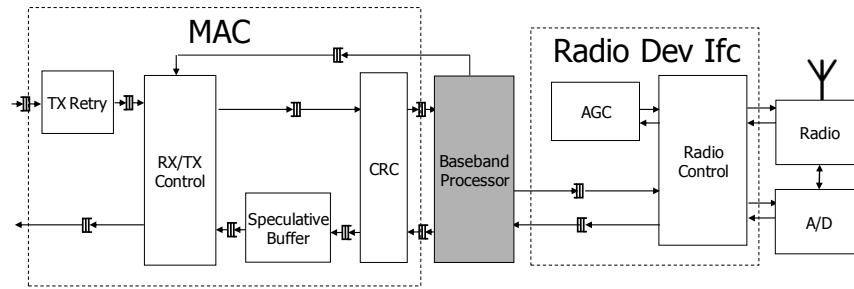 MAC
Radio Dev Ifc
TX Retry
RX/TX
Control
Speculative
Buffer
CRC
Baseband
Processor
AGC
Radio
Control
Radio
A/D